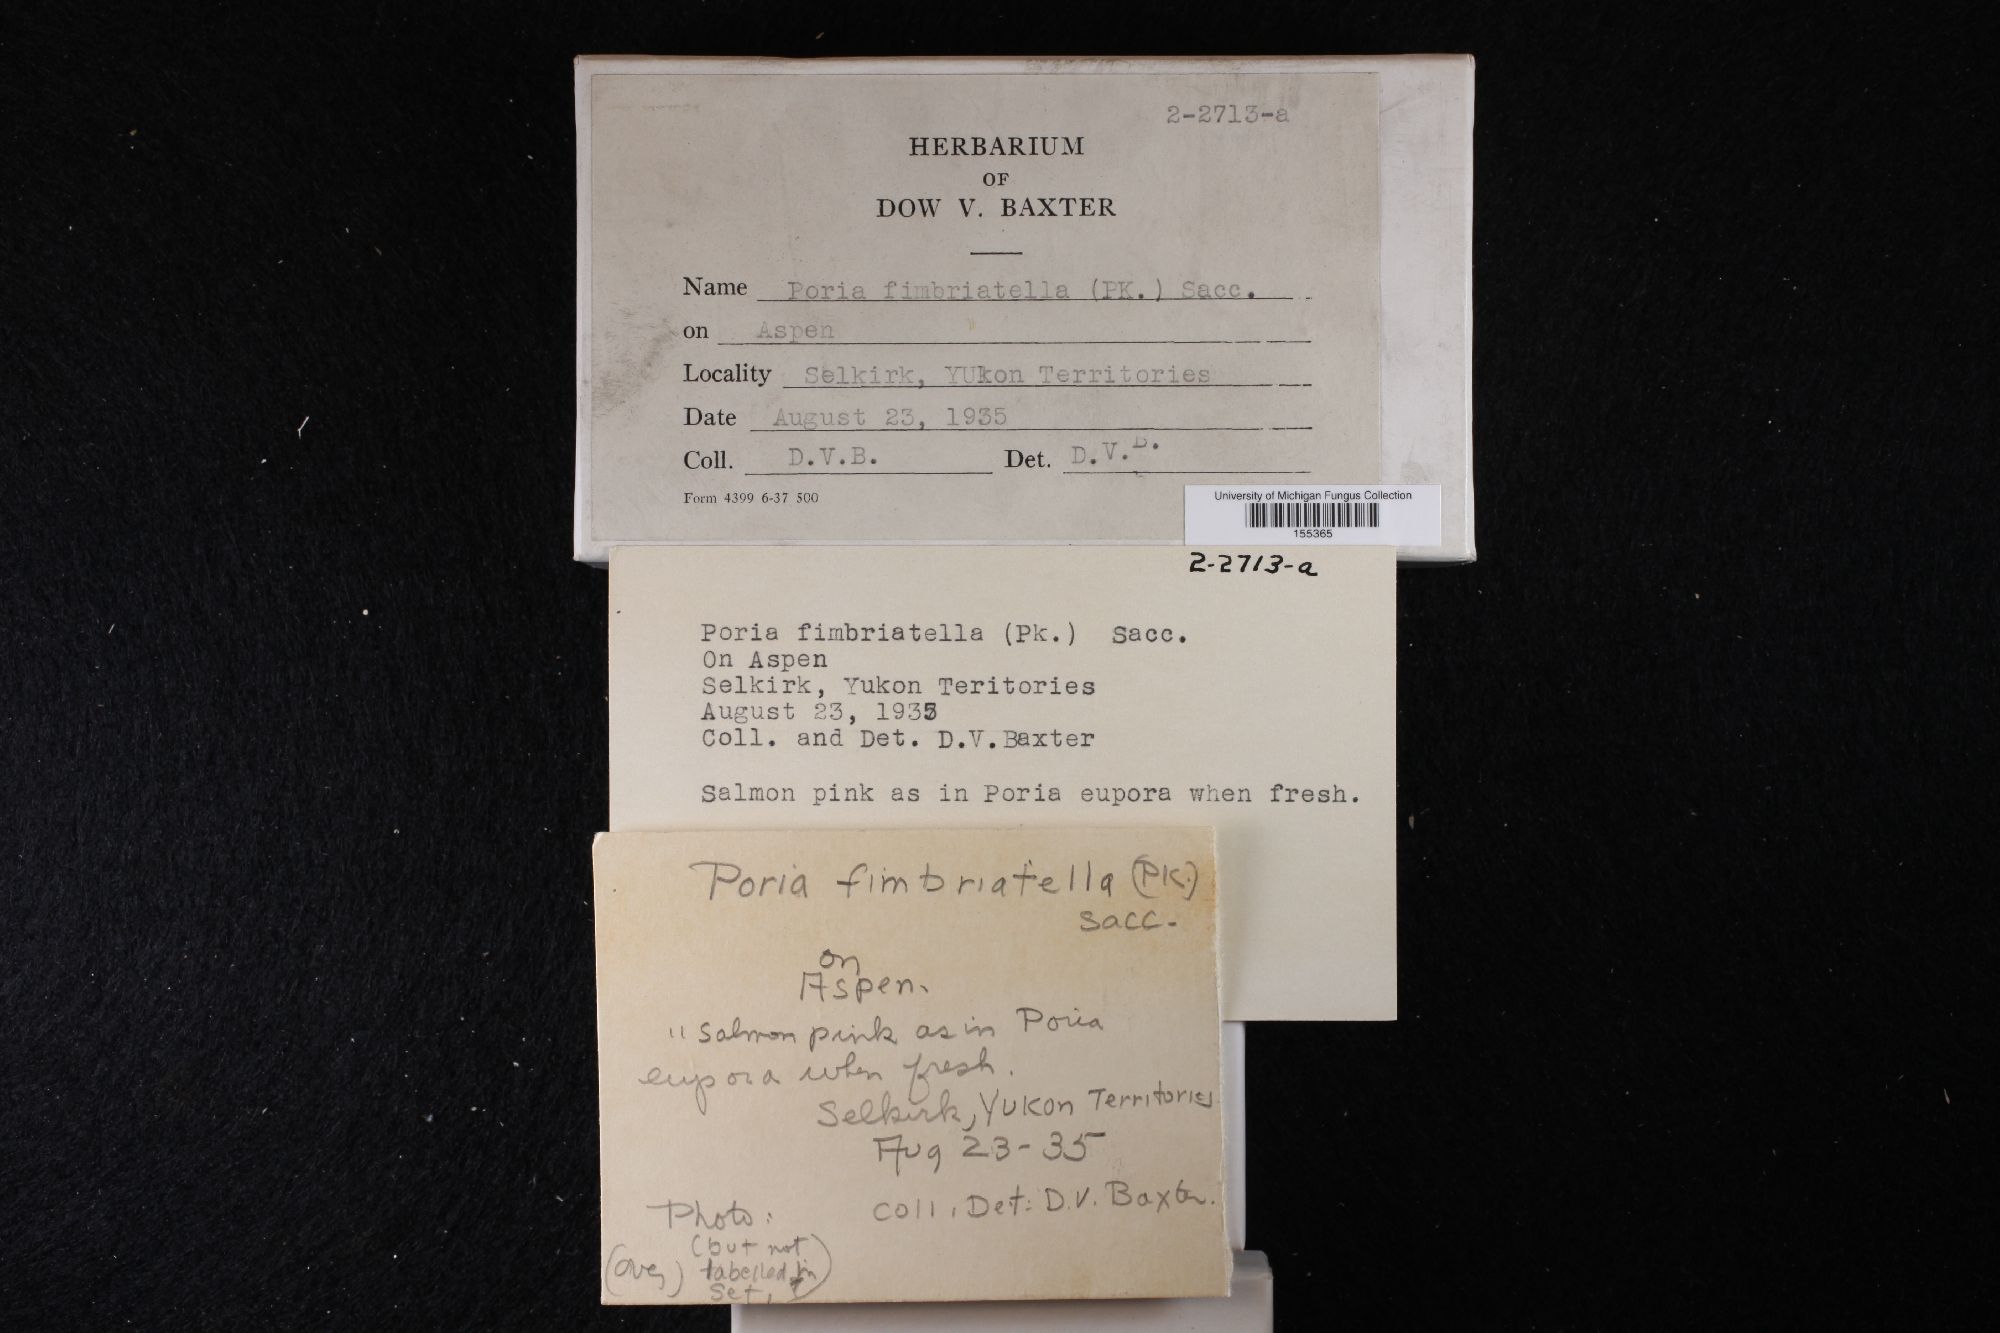 2-2713-a
HERBARIUM
OF
DOW V. BAXTER
Name Poria fimbriatella (PK.) Sacc.
on Aspen
Locality Selkirk, YUkon Territories
Date August 23, 1935
Coll. D.V.B. Det. D.V.B.
Form 4399 6-37 500
University of Michigan Fungus Collection
155365
2-2713-a
Poria fimbriatella (Pk.) Sacc.
On Aspen
Selkirk, Yukon Teritories
August 23, 1935
Coll. and Det. D.V.Baxter
Salmon pink as in Poria eupora when fresh.
Poria fimbriatella (PK.)
Sacc.
on
Aspen.
" Salmon pink as in Poria
eupora when fresh.
Selkirk, Yukon Territories
Aug 23-35
Coll. Det: D.V. Baxter.
Photo:
(but not
(over) labelled in
set.)